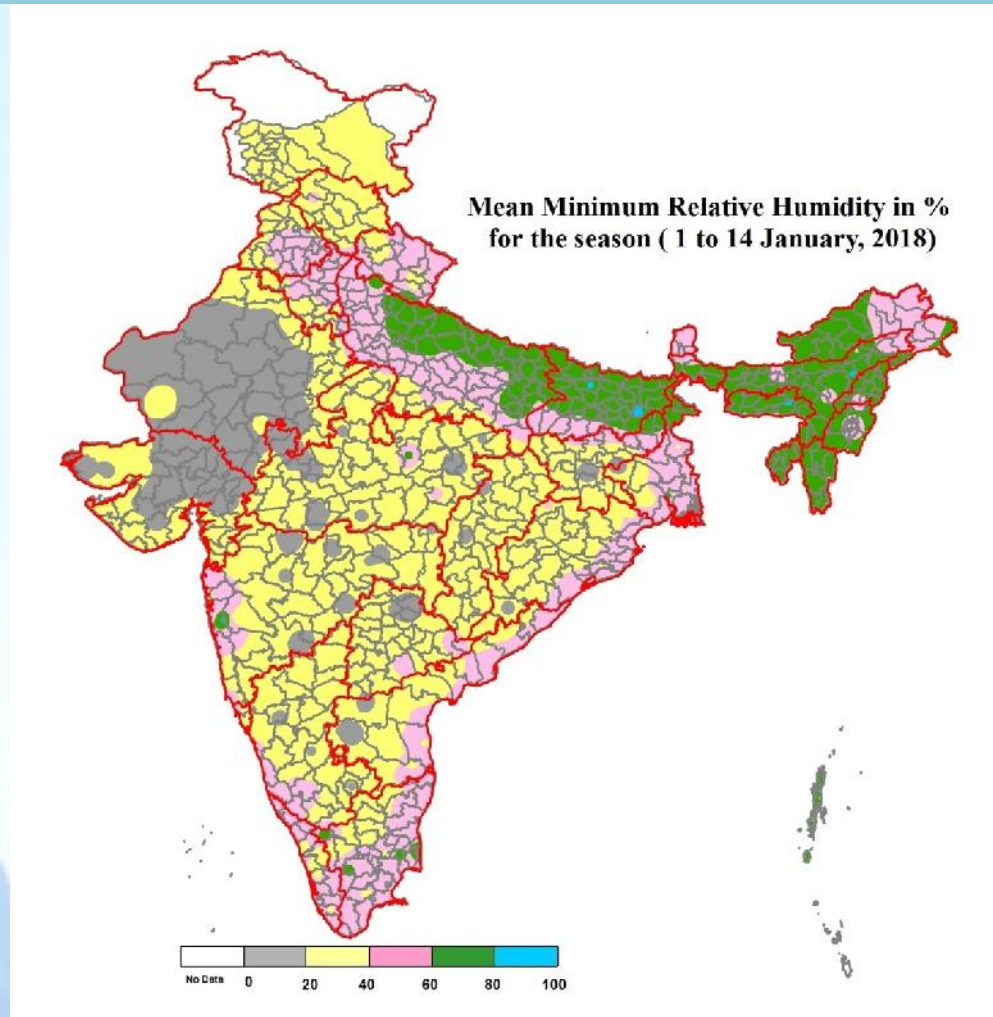 Mean Minimum Relative Humidity in %
for the season ( 1 to 14 January, 2018)
No Data 0 20 40 60 80 100